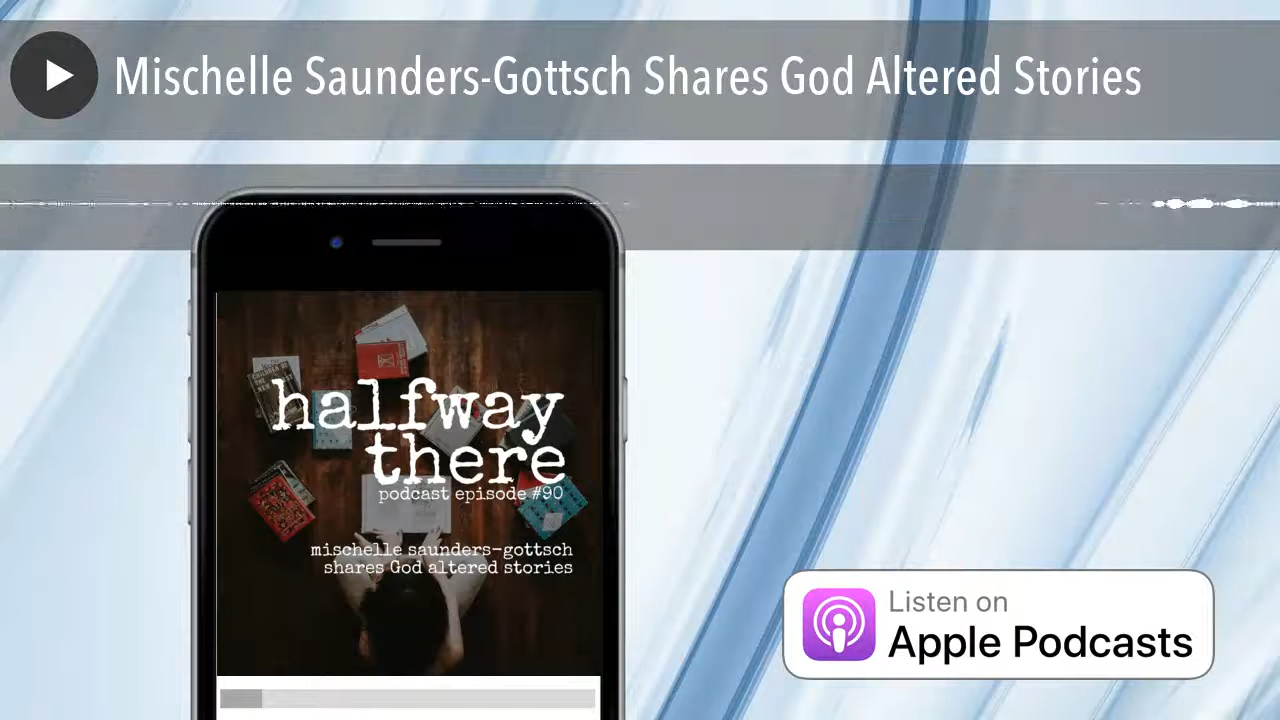 Mischelle Saunders-Gottsch Shares God Altered Stories
halfway
there
podcast episode #90
mischelle saunders-gottsch
shares God altered stories
Listen on
Apple Podcasts